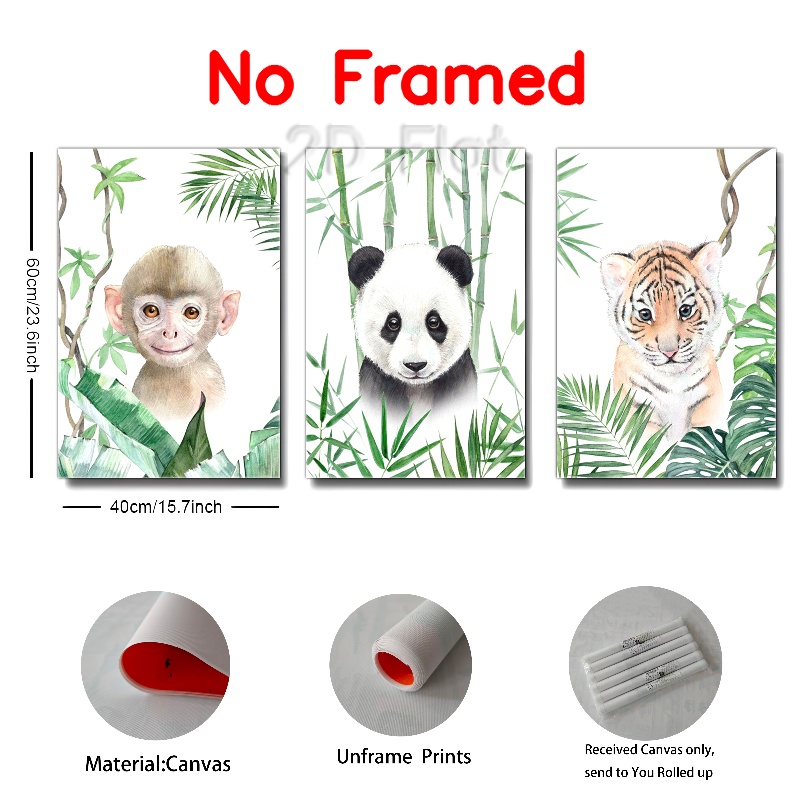 No Framed
2D Flat
60cm/23.6inch
40cm/15.7inch
Material:Canvas
Unframe Prints
Received Canvas only,
send to You Rolled up